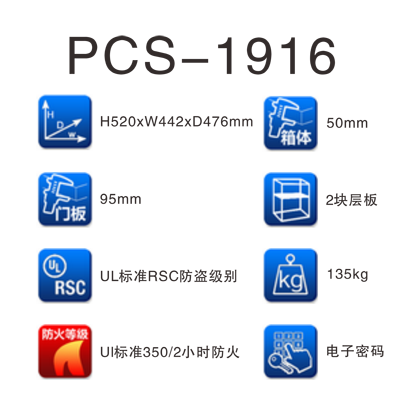 PCS-1916
H
D
W
H520xW442xD476mm
箱体
50mm
门板
95mm
2块层板
UL
RSC
UL标准RSC防盗级别
kg
135kg
防火等级
Ul标准350/2小时防火
电子密码